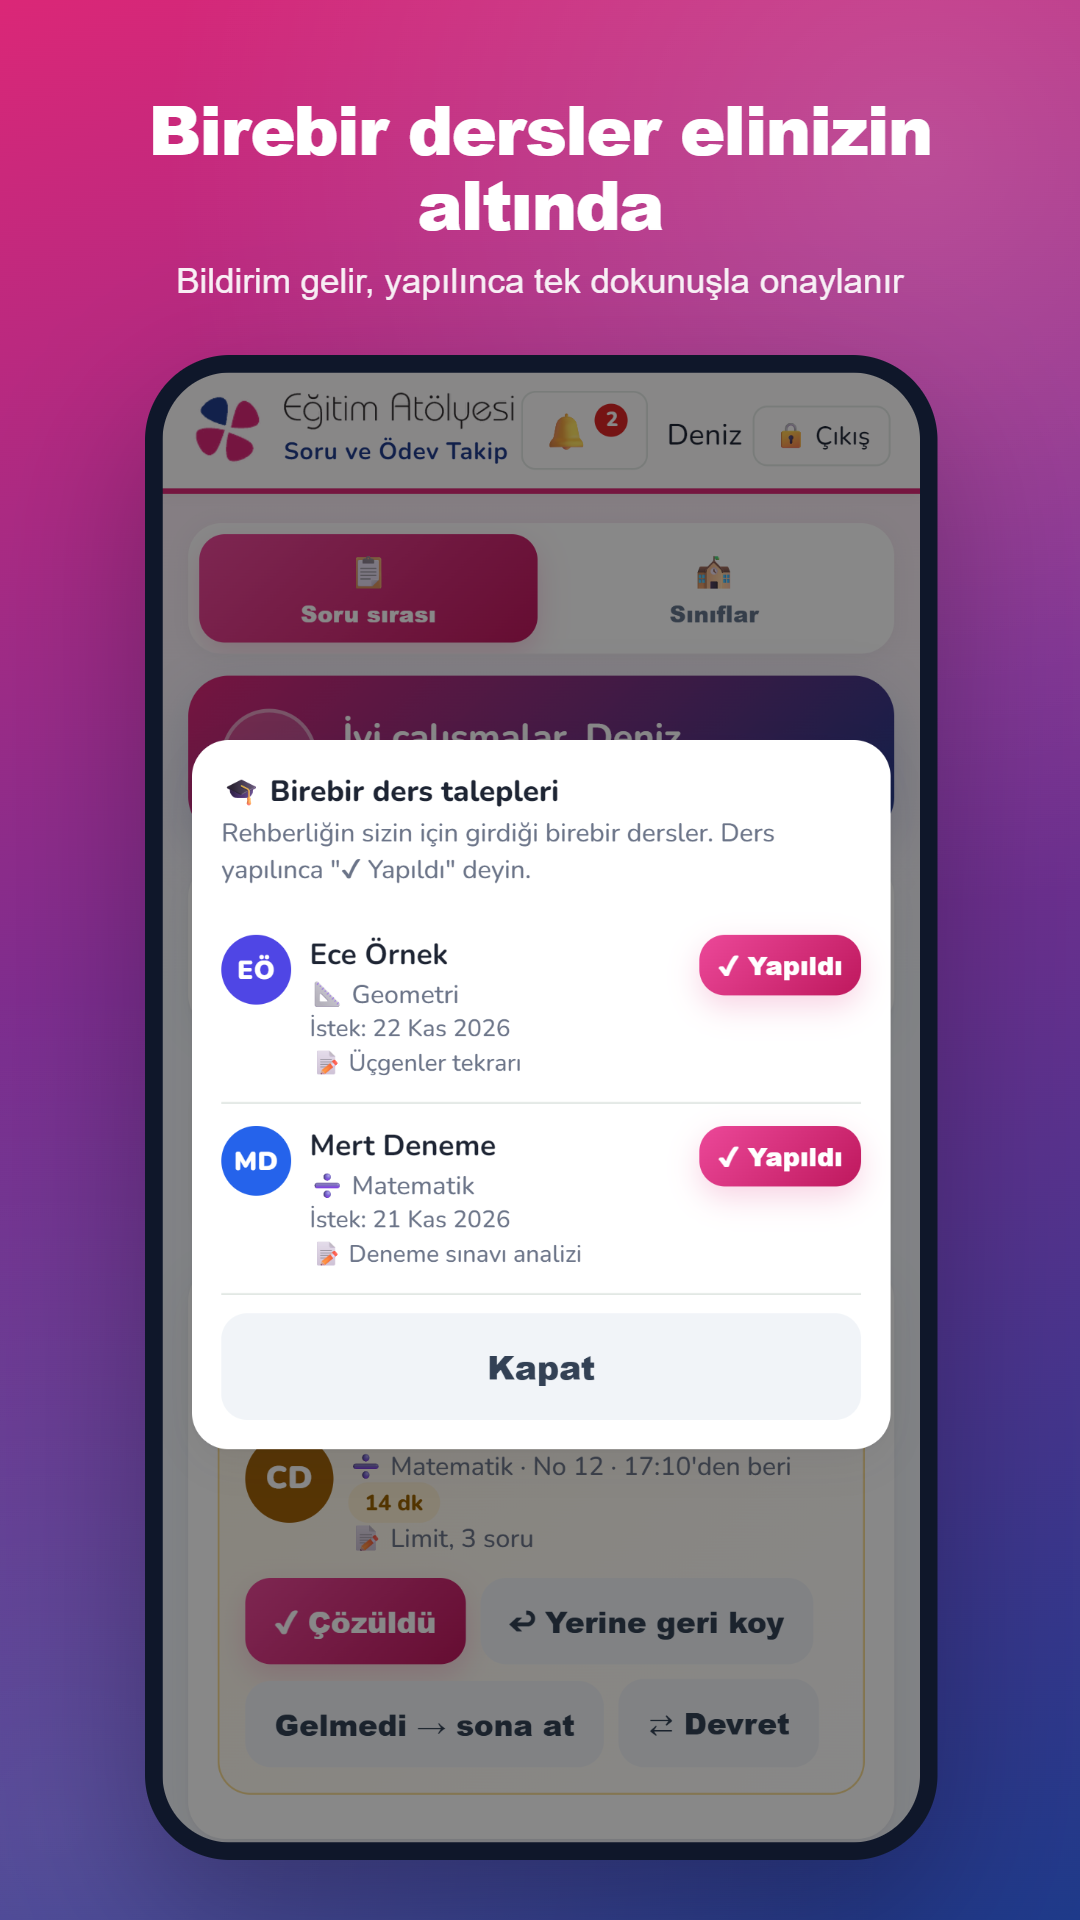 Birebir dersler elinizin
altında
Bildirim gelir, yapılınca tek dokunuşla onaylanır
Eğitim Atölyesi
Soru ve Ödev Takip
2
Deniz
Çıkış
Soru sırası
Sınıflar
İyi çalışmalar, Deniz
Birebir ders talepleri
Rehberliğin sizin için girdiği birebir dersler. Ders
yapılınca "✓ Yapıldı" deyin.
EÖ
Ece Örnek
✓ Yapıldı
Geometri
İstek: 22 Kas 2026
Üçgenler tekrarı
MD
Mert Deneme
✓ Yapıldı
Matematik
İstek: 21 Kas 2026
Deneme sınavı analizi
Kapat
CD
Matematik · No 12 · 17:10'den beri
14 dk
Limit, 3 soru
✓ Çözüldü
↩ Yerine geri koy
Gelmedi → sona at
⇄ Devret